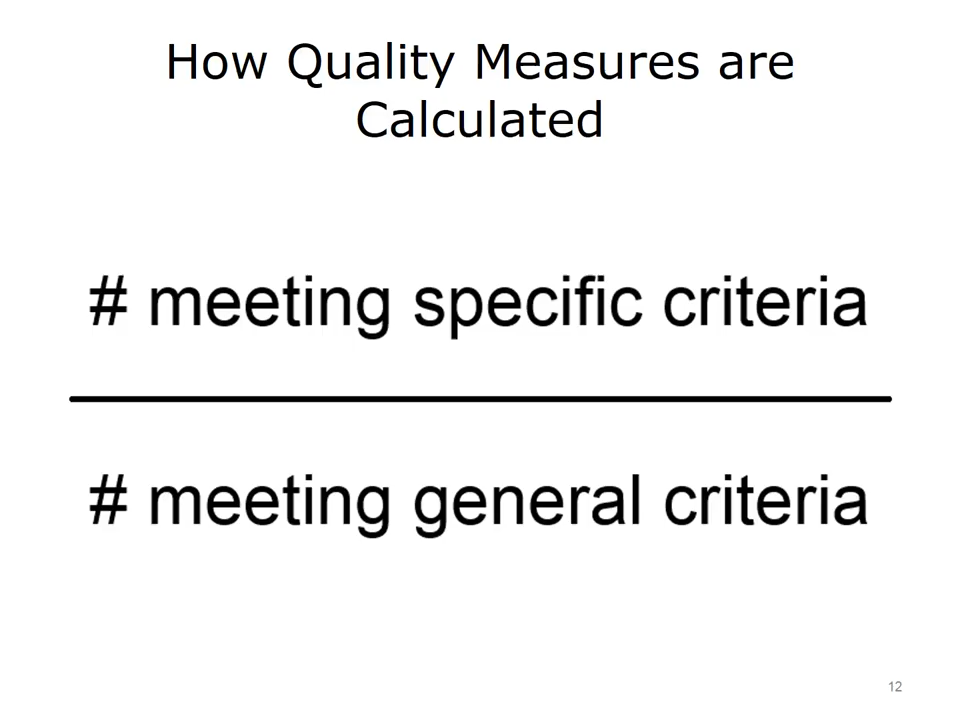 How Quality Measures are
Calculated
# meeting specific criteria
# meeting general criteria
12